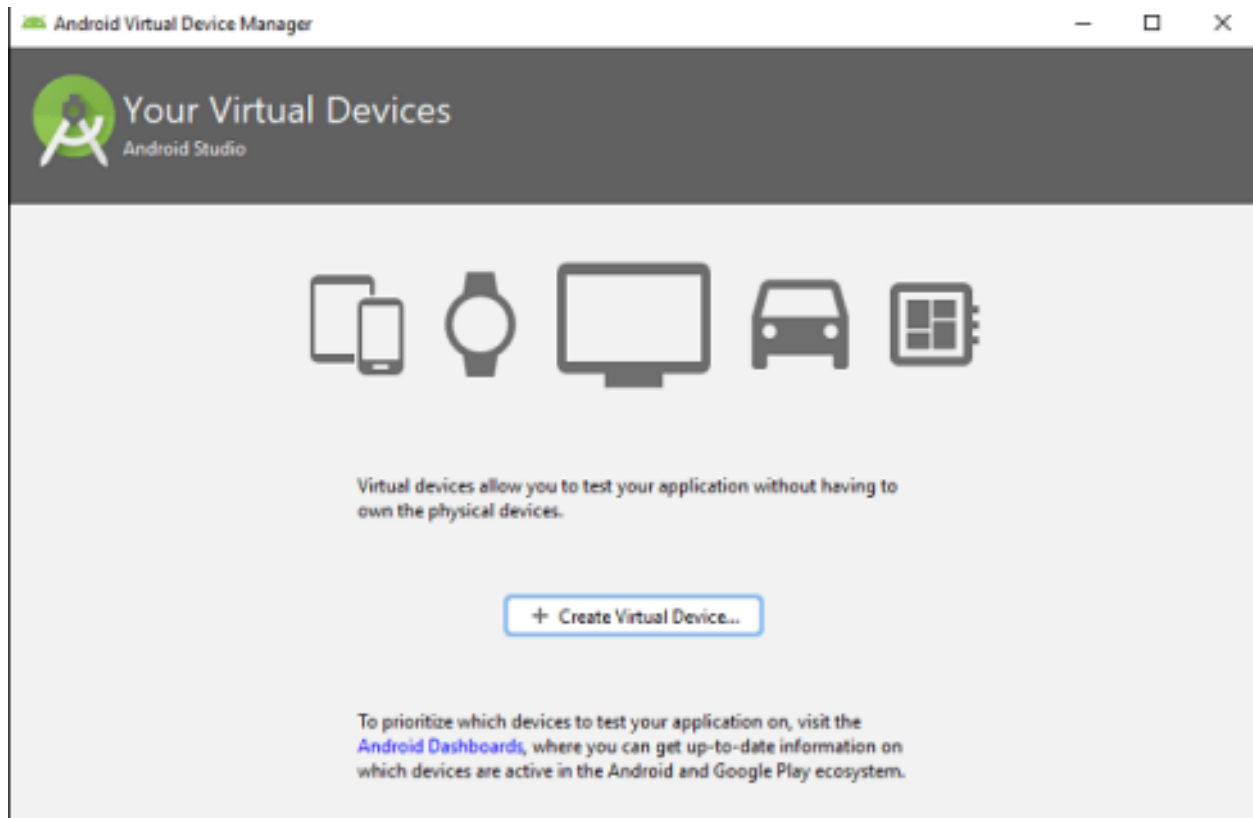 Android Virtual Device Manager
Your Virtual Devices
Android Studio
Virtual devices allow you to test your application without having to
own the physical devices.
+ Create Virtual Device...
To prioritize which devices to test your application on, visit the
Android Dashboards, where you can get up-to-date information on
which devices are active in the Android and Google Play ecosystem.